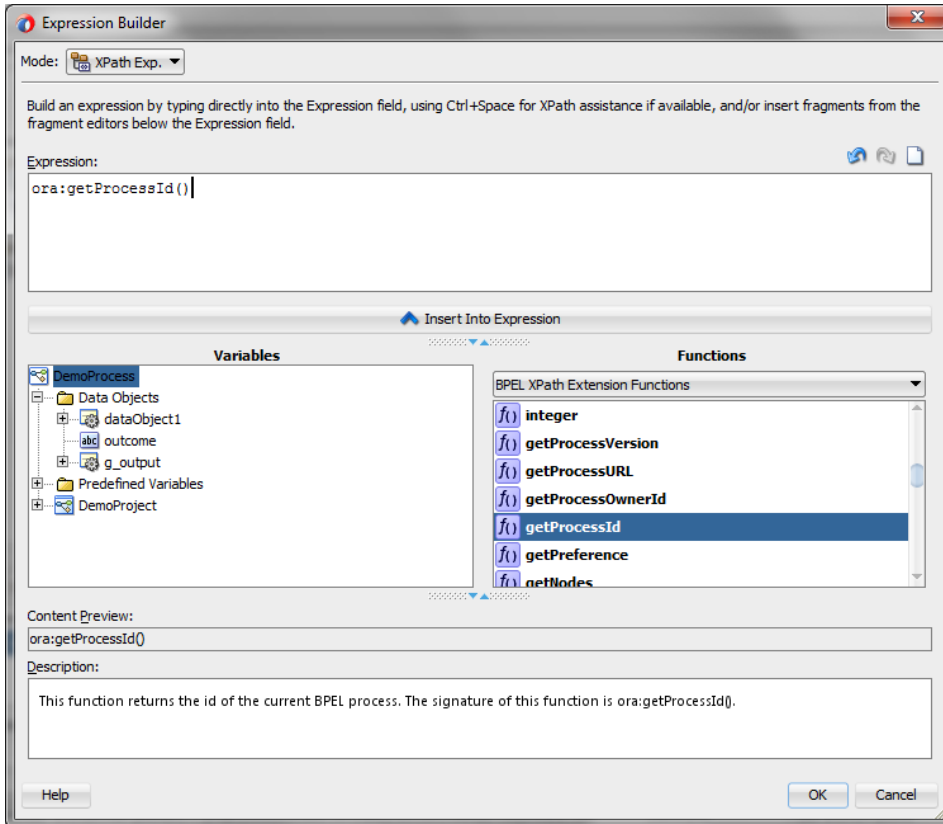 Expression Builder
Mode: XPath Exp.
Build an expression by typing directly into the Expression field, using Ctrl+Space for XPath assistance if available, and/or insert fragments from the
fragment editors below the Expression field.
Expression:
ora:getProcessId()
Insert Into Expression
Variables
DemoProcess
Data Objects
dataObject1
abc outcome
g_output
Predefined Variables
DemoProject
Functions
BPEL XPath Extension Functions
f() integer
f() getProcessVersion
f() getProcessURL
f() getProcessOwnerId
f() getProcessId
f() getPreference
f() getNodes
Content Preview:
ora:getProcessId()
Description:
This function returns the id of the current BPEL process. The signature of this function is ora:getProcessId().
Help
OK
Cancel